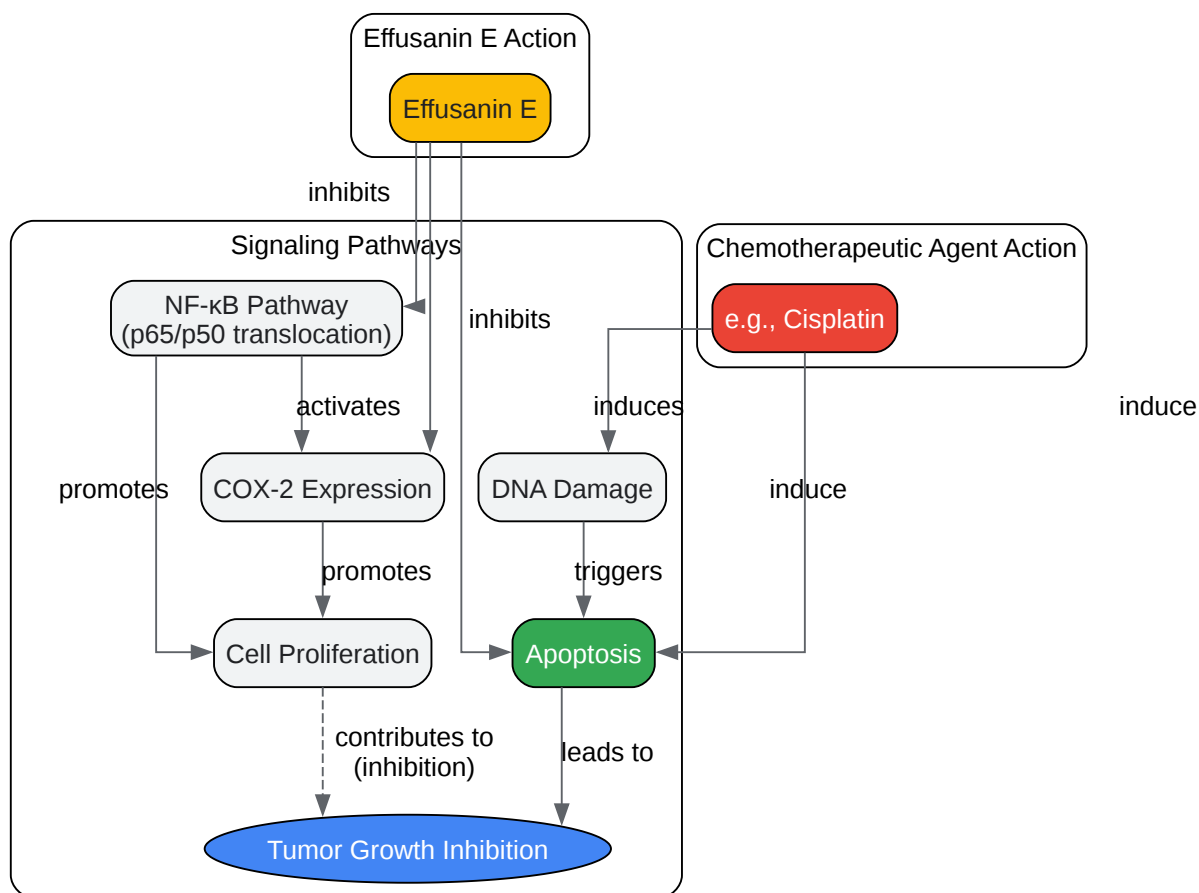 Effusanin E Action
Effusanin E
inhibits
Signaling Pathways
Chemotherapeutic Agent Action
NF-κB Pathway
(p65/p50 translocation)
inhibits
e.g., Cisplatin
activates
induces
induce
promotes
COX-2 Expression
DNA Damage
induce
promotes
triggers
Cell Proliferation
Apoptosis
contributes to
(inhibition)
leads to
Tumor Growth Inhibition